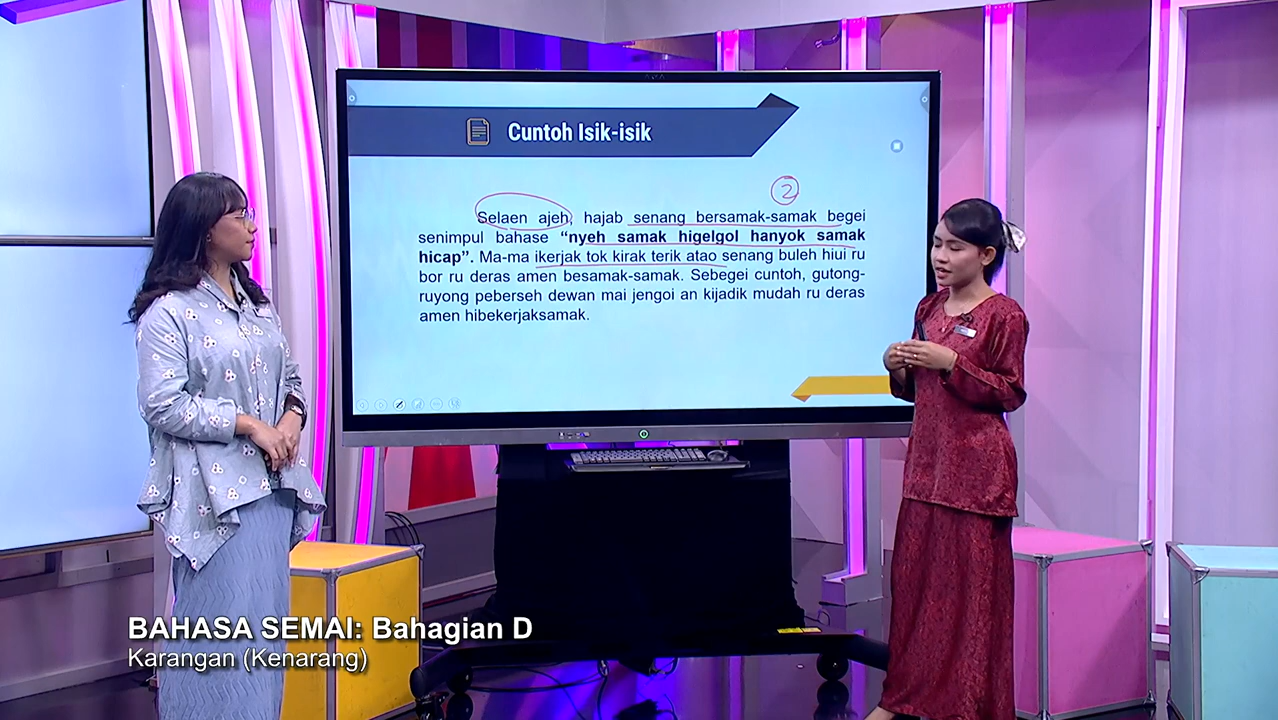 Cuntoh Isik-isik
2
Selaen ajeh, hajab senang bersamak-samak begei
senimpul bahase “nyeh samak higelgol hanyok samak
hicap”. Ma-ma ikerjak tok kirak terik atao senang buleh hiui ru
bor ru deras amen besamak-samak. Sebegei cuntoh, gutong-
ruyong peberseh dewan mai jengoi an kijadik mudah ru deras
amen hibekerjaksamak.
BAHASA SEMAI: Bahagian D
Karangan (Kenarang)